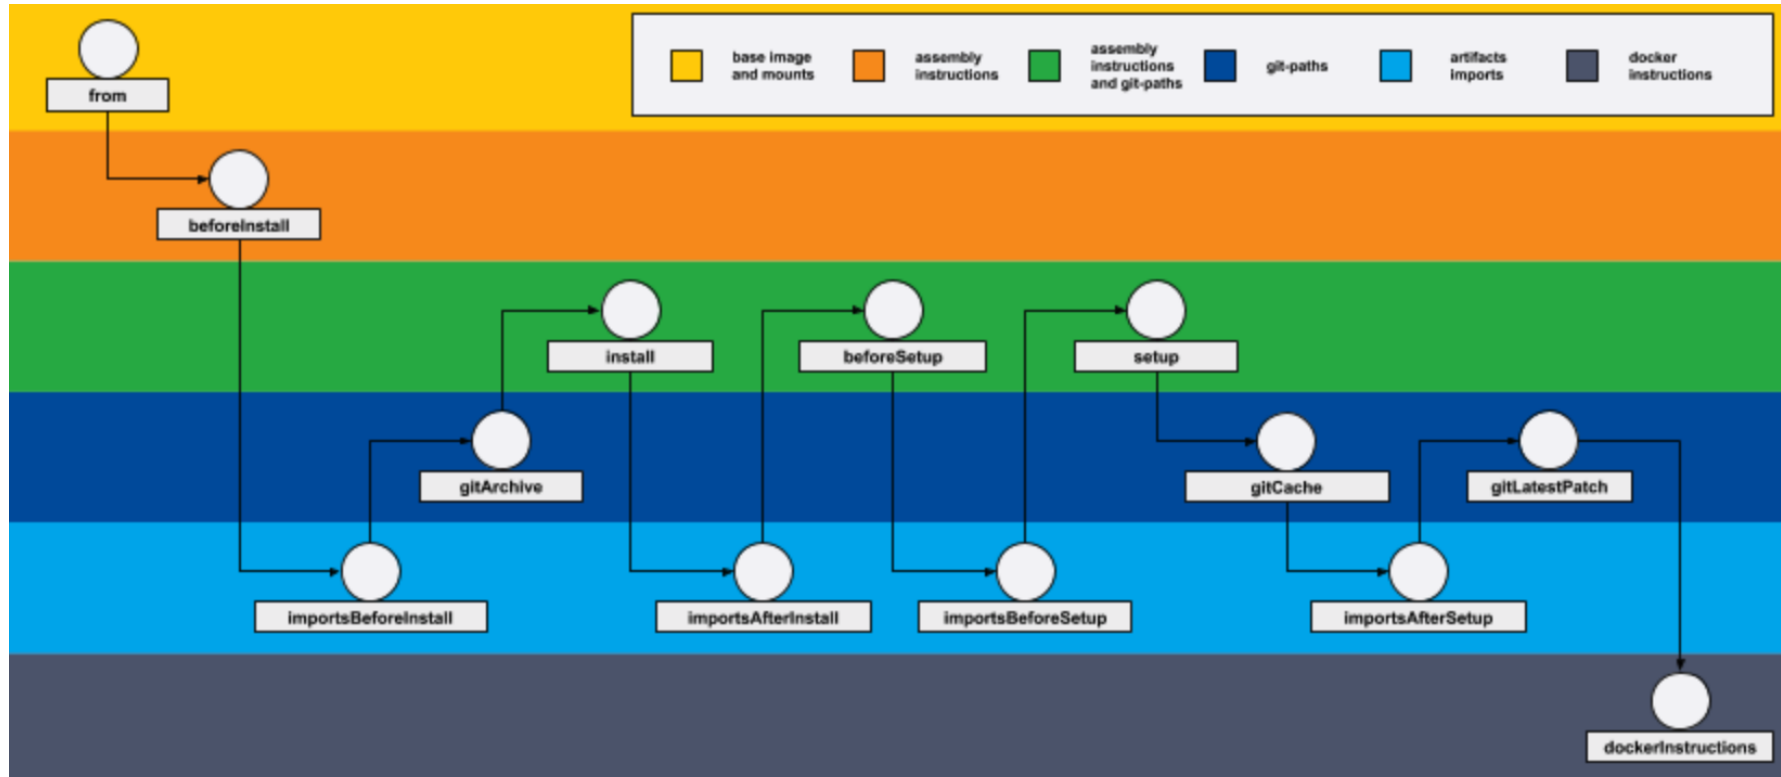 base image
and mounts
assembly
instructions
assembly
instructions
and git-paths
git-paths
artifacts
imports
docker
instructions
from
beforeInstall
install
beforeSetup
setup
gitArchive
gitCache
gitLatestPatch
importsBeforeInstall
importsAfterInstall
importsBeforeSetup
importsAfterSetup
dockerInstructions